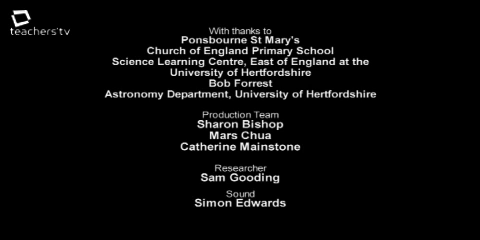 teachers'tv
With thanks to
Ponsbourne St Mary's
Church of England Primary School
Science Learning Centre, East of England at the
University of Hertfordshire
Bob Forrest
Astronomy Department, University of Hertfordshire
Production Team
Sharon Bishop
Mars Chua
Catherine Mainstone
Researcher
Sam Gooding
Sound
Simon Edwards